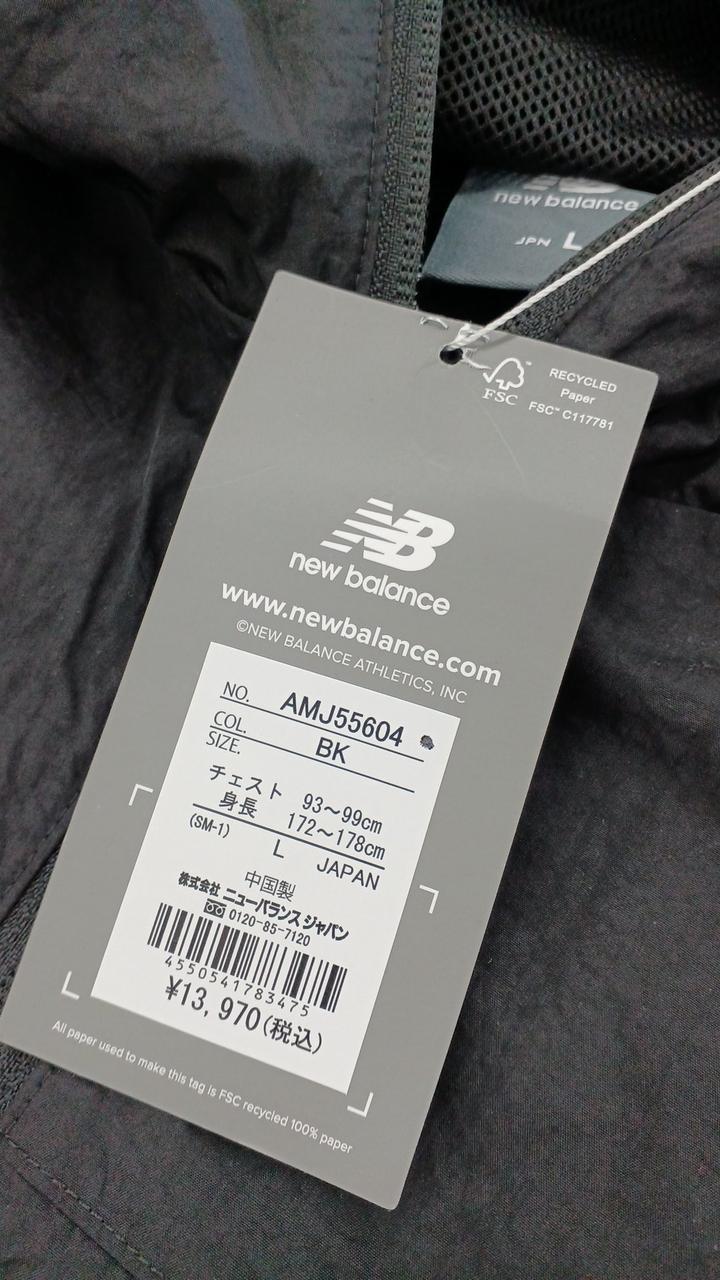 new balance
JPN L
FSC
RECYCLED
Paper
FSC™ C117781
new balance
www.newbalance.com
©NEW BALANCE ATHLETICS, INC
NO. AMJ55604
COL. BK
SIZE.
チェスト 93～99cm
身長 172～178cm
(SM-1) L JAPAN
中国製
株式会社 ニューバランス ジャパン
0120-85-7120
4550541783475
¥13,970(税込)
All paper used to make this tag is FSC recycled 100% paper